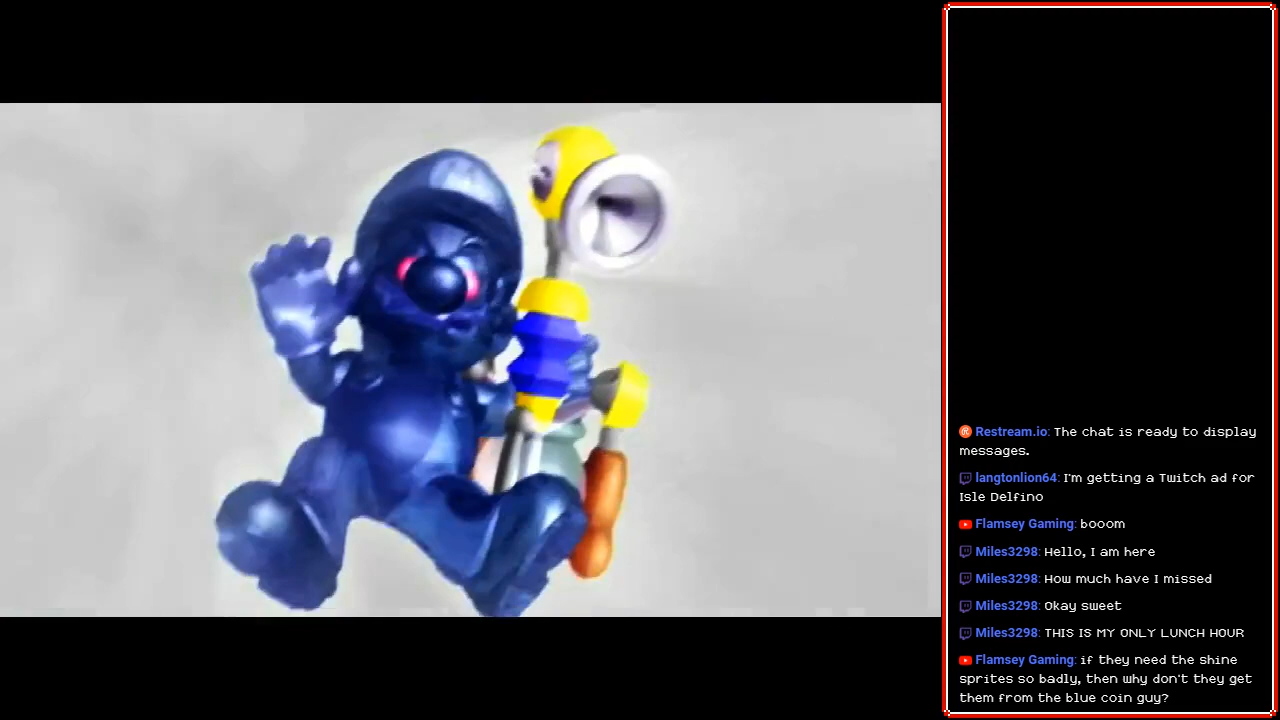 Restream.io: The chat is ready to display
messages.
langtonlion64: I'm getting a Twitch ad for
Isle Delfino
Flamsey Gaming: booom
Miles3298: Hello, I am here
Miles3298: How much have I missed
Miles3298: Okay sweet
Miles3298: THIS IS MY ONLY LUNCH HOUR
Flamsey Gaming: if they need the shine
sprites so badly, then why don't they get
them from the blue coin guy?